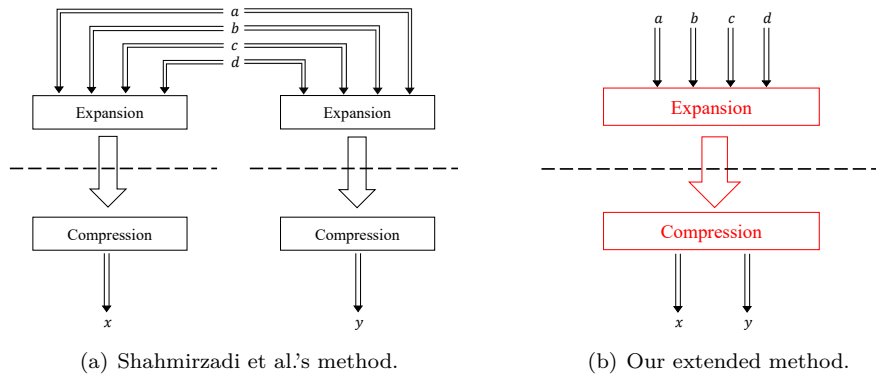 a
b
c
d
Expansion
Expansion
Compression
Compression
x
y
(a) Shahmirzadi et al.'s method.
a b c d
Expansion
Compression
x y
(b) Our extended method.